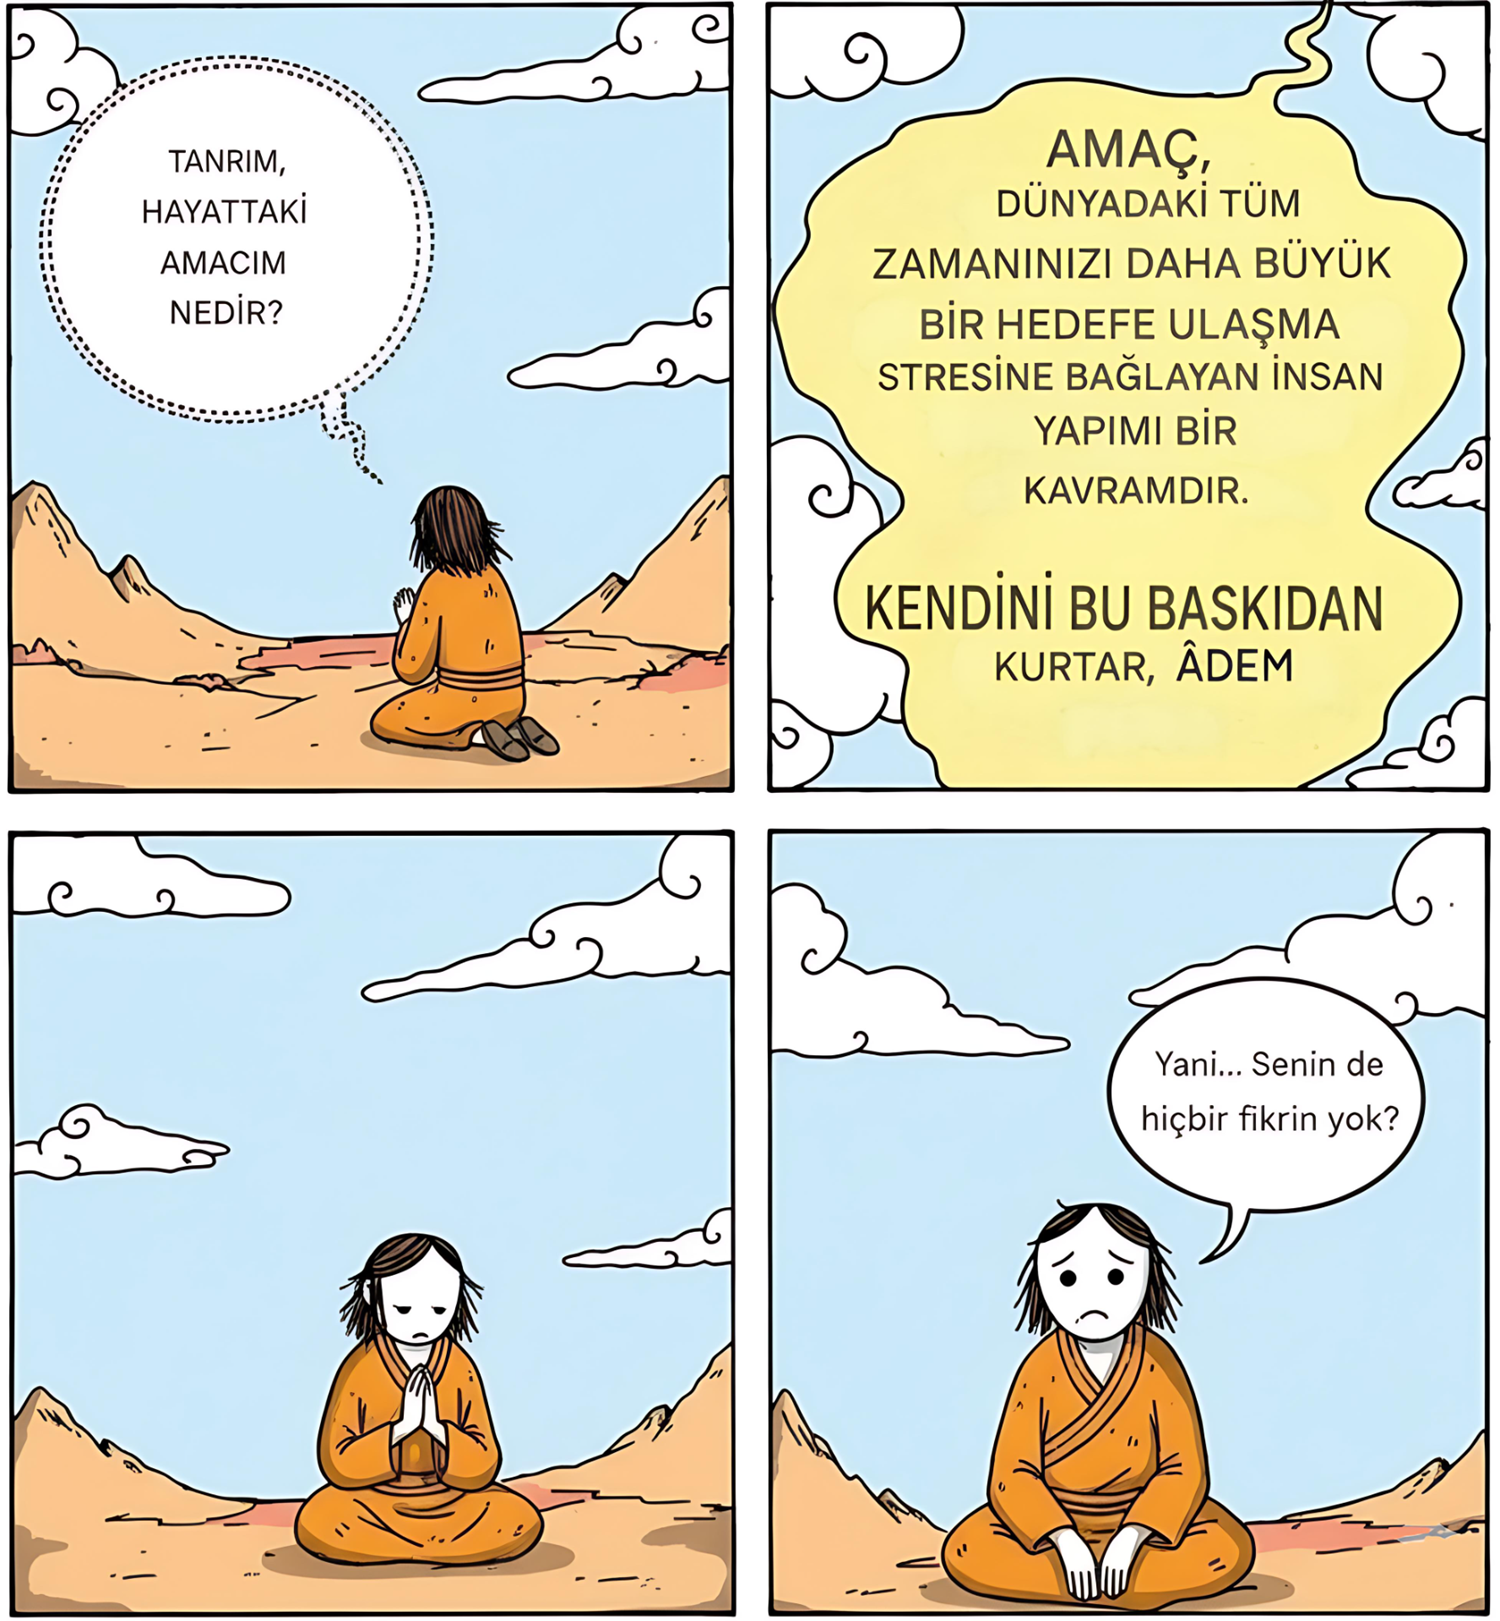 TANRIM,
HAYATTAKİ
AMACIM
NEDİR?
AMAÇ,
DÜNYADAKİ TÜM
ZAMANINIZI DAHA BÜYÜK
BİR HEDEFE ULAŞMA
STRESİNE BAĞLAYAN İNSAN
YAPIMI BİR
KAVRAMDIR.
KENDİNİ BU BASKIDAN
KURTAR, ÂDEM
Yani... Senin de
hiçbir fikrin yok?